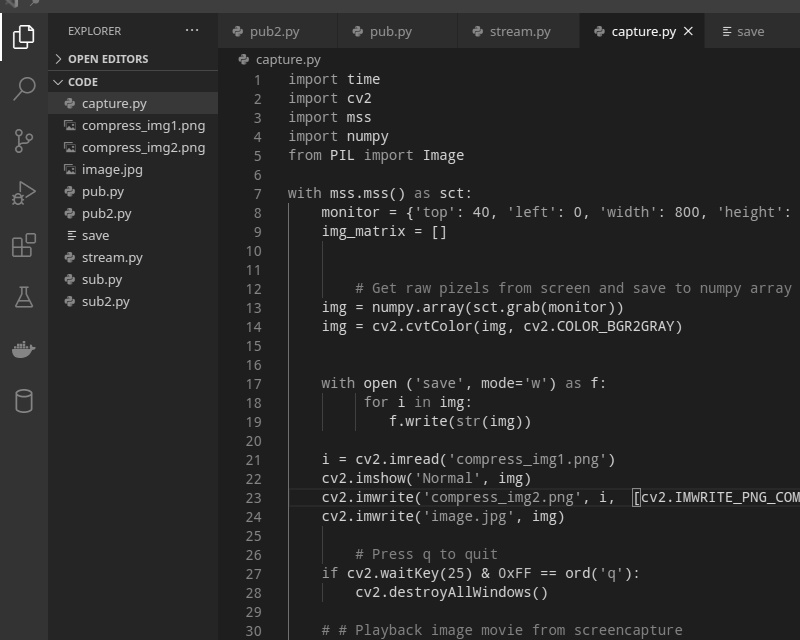 EXPLORER ···
OPEN EDITORS
CODE
capture.py
compress_img1.png
compress_img2.png
image.jpg
pub.py
pub2.py
save
stream.py
sub.py
sub2.py
pub2.py pub.py stream.py capture.py save
capture.py
1 import time
2 import cv2
3 import mss
4 import numpy
5 from PIL import Image
6
7 with mss.mss() as sct:
8 monitor = {'top': 40, 'left': 0, 'width': 800, 'height':
9 img_matrix = []
10
11
12 # Get raw pizels from screen and save to numpy array
13 img = numpy.array(sct.grab(monitor))
14 img = cv2.cvtColor(img, cv2.COLOR_BGR2GRAY)
15
16
17 with open ('save', mode='w') as f:
18 for i in img:
19 f.write(str(img))
20
21 i = cv2.imread('compress_img1.png')
22 cv2.imshow('Normal', img)
23 cv2.imwrite('compress_img2.png', i, [cv2.IMWRITE_PNG_COM
24 cv2.imwrite('image.jpg', img)
25
26 # Press q to quit
27 if cv2.waitKey(25) & 0xFF == ord('q'):
28 cv2.destroyAllWindows()
29
30 # # Playback image movie from screencapture